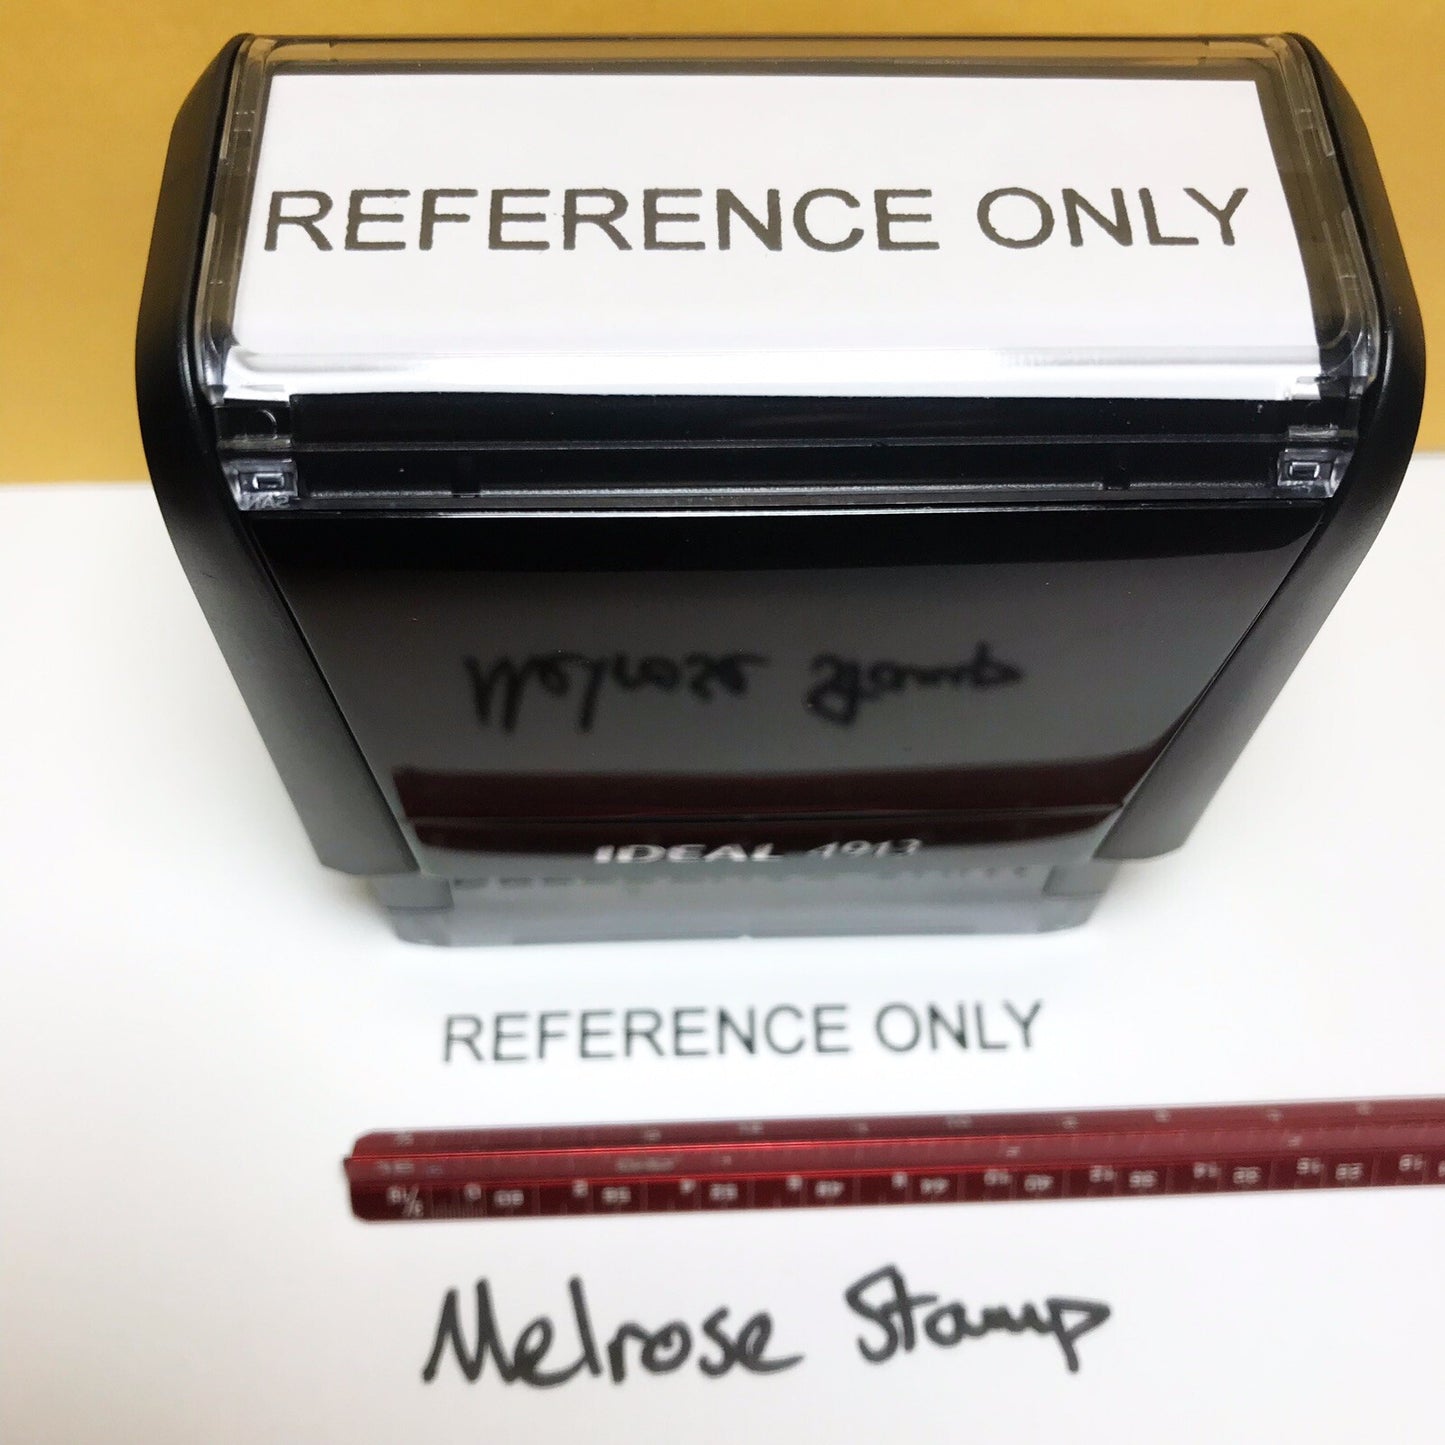 REFERENCE ONLY
IDEAL 4913
REFERENCE ONLY
Melrose Stamp